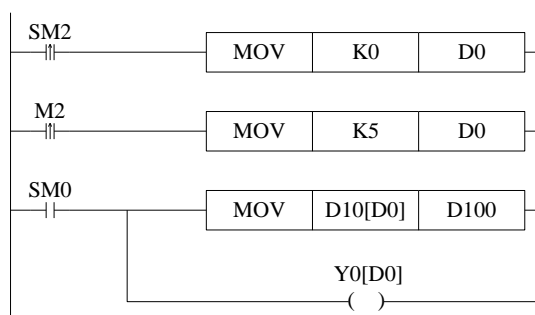 SM2
MOV K0 D0
M2
MOV K5 D0
SM0
MOV D10[D0] D100
Y0[D0]